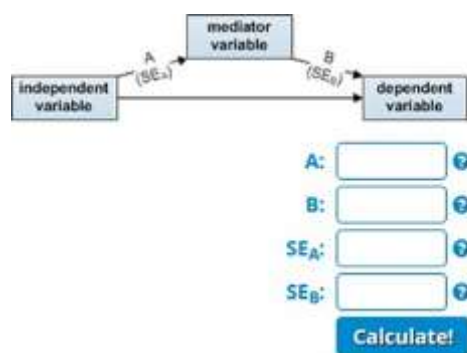 mediator
variable
A
(SEA)
B
(SEB)
independent
variable
dependent
variable
A:
?
B:
?
SEA:
?
SEB:
?
Calculate!